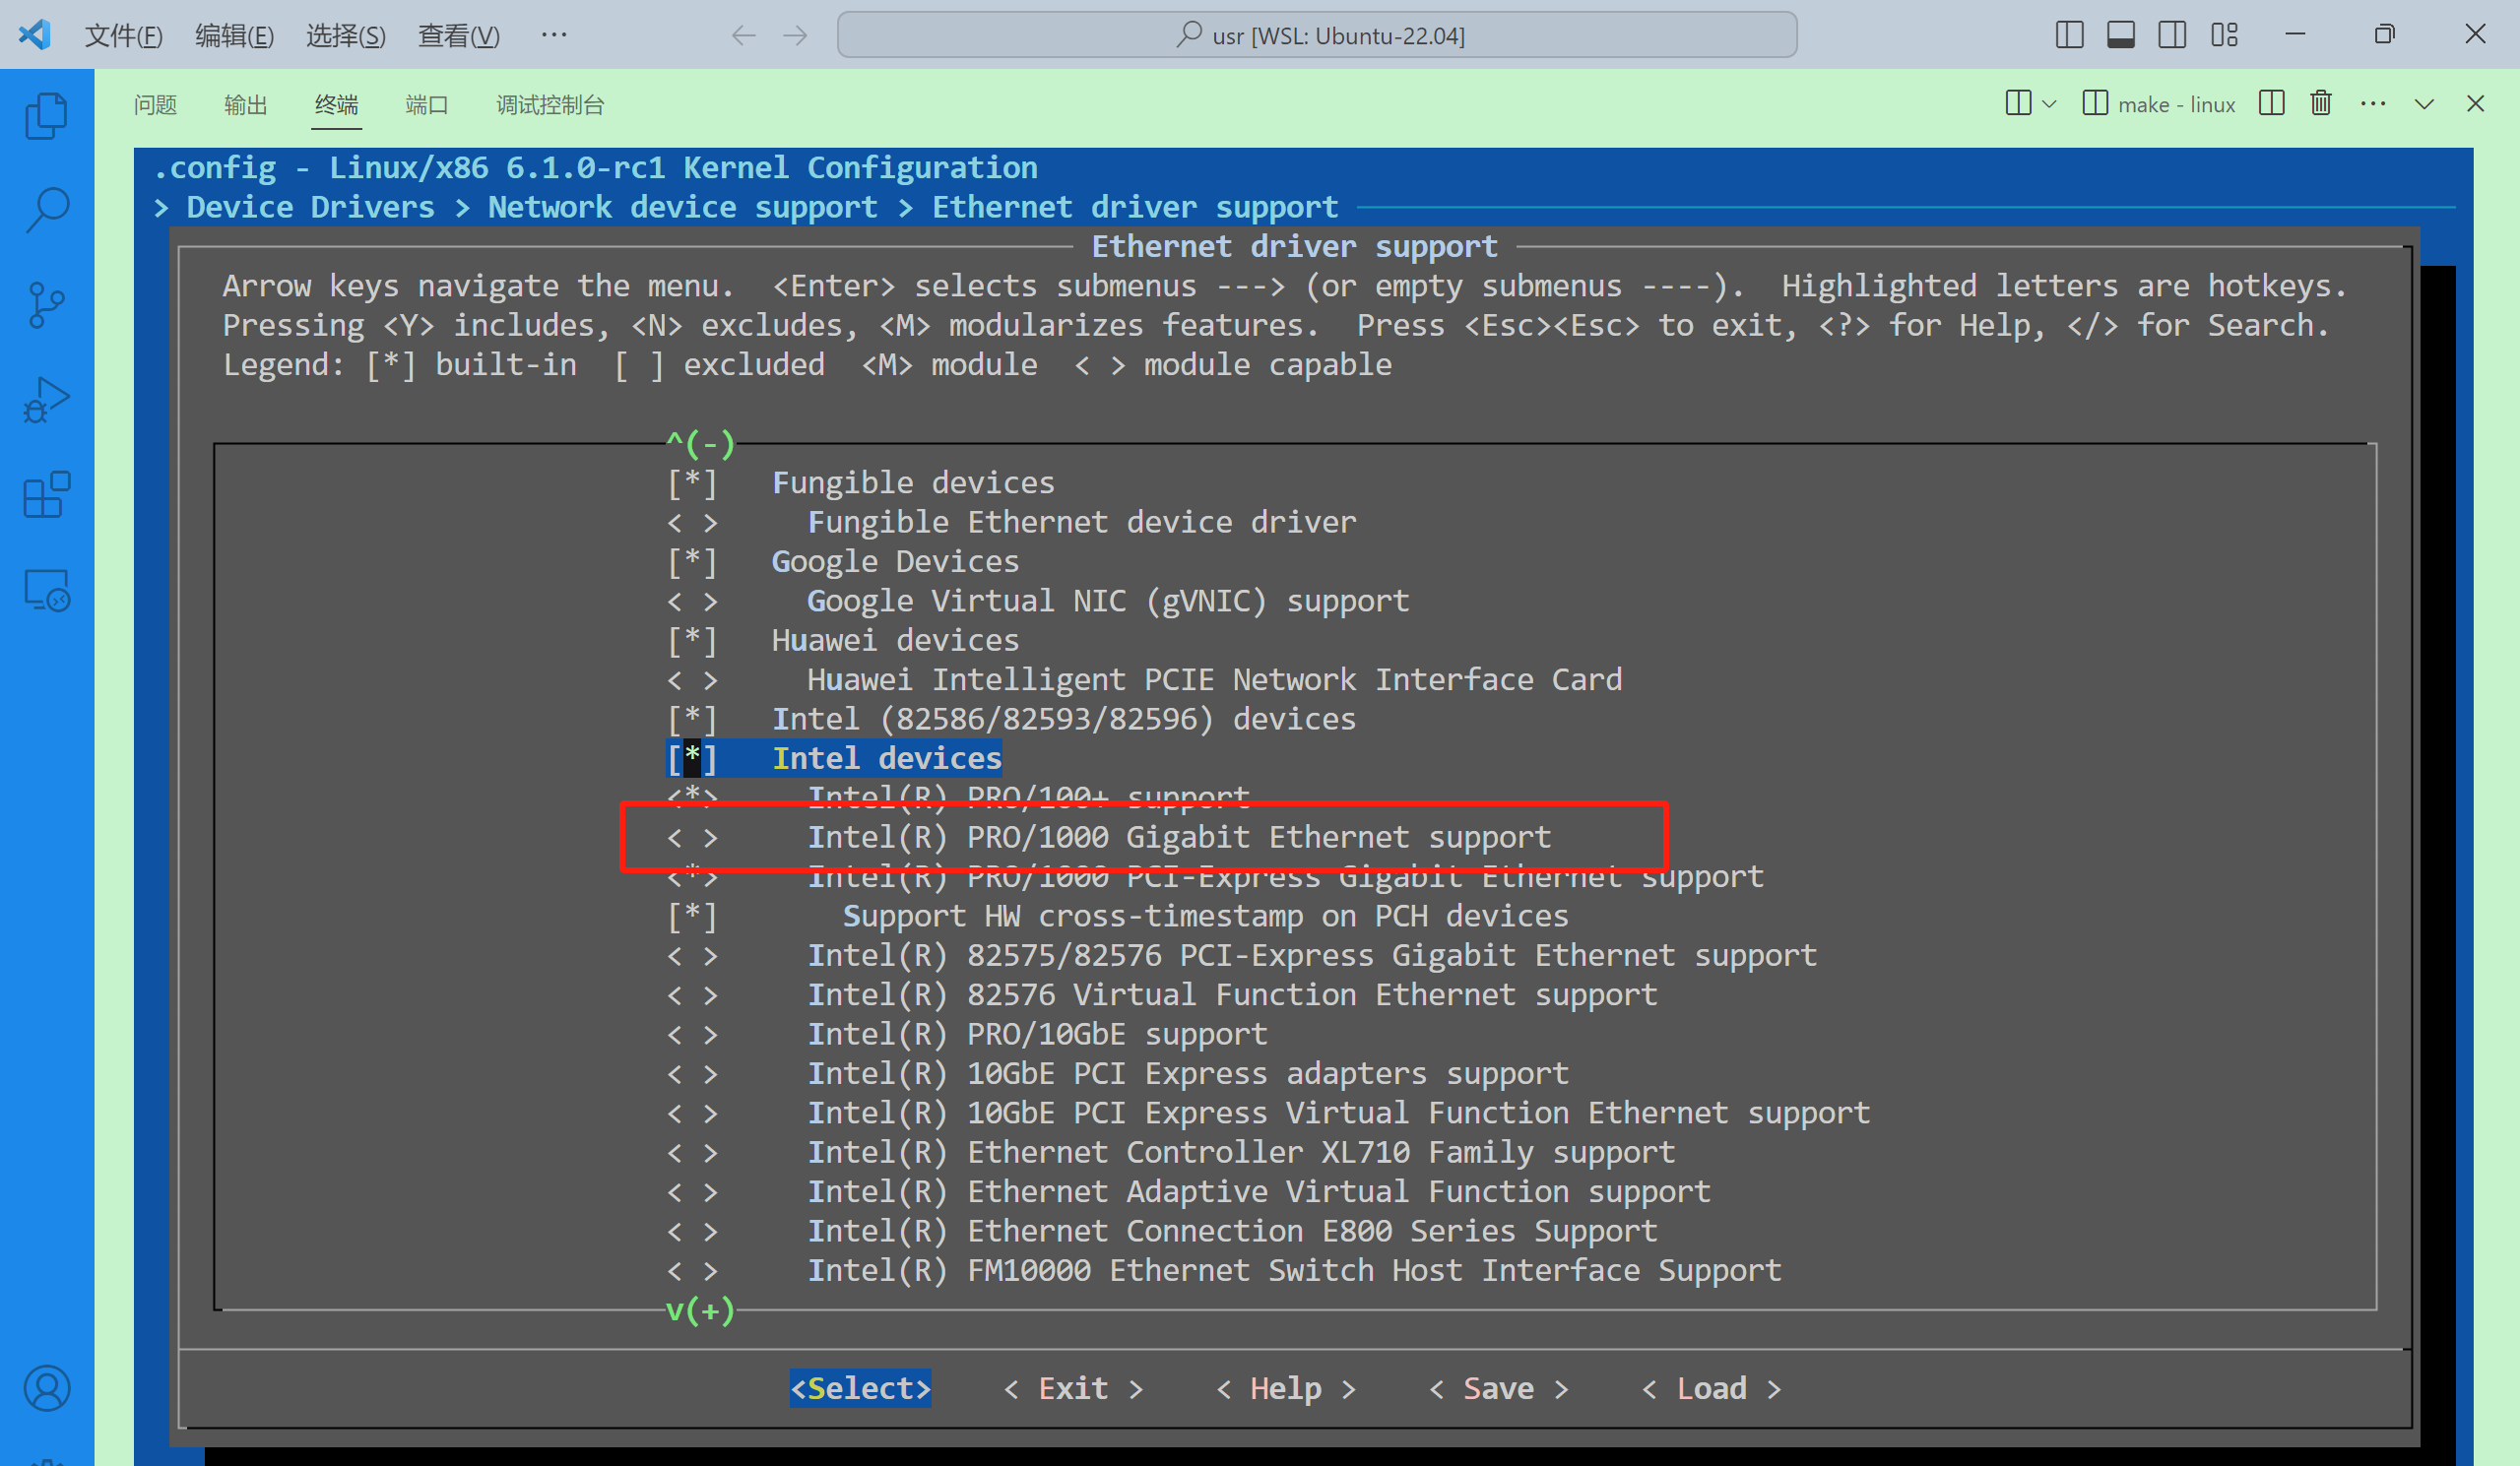 文件(F) 编辑(E) 选择(S) 查看(V) ··· usr [WSL: Ubuntu-22.04]
问题 输出 终端 端口 调试控制台 make - linux
.config - Linux/x86 6.1.0-rc1 Kernel Configuration
> Device Drivers > Network device support > Ethernet driver support
Ethernet driver support
Arrow keys navigate the menu.  <Enter> selects submenus ---> (or empty submenus ----).  Highlighted letters are hotkeys.
Pressing <Y> includes, <N> excludes, <M> modularizes features.  Press <Esc><Esc> to exit, <?> for Help, </> for Search.
Legend: [*] built-in  [ ] excluded  <M> module  < > module capable
^(-)
[*]   Fungible devices
< >     Fungible Ethernet device driver
[*]   Google Devices
< >     Google Virtual NIC (gVNIC) support
[*]   Huawei devices
< >     Huawei Intelligent PCIE Network Interface Card
[*]   Intel (82586/82593/82596) devices
[*]   Intel devices
<*>     Intel(R) PRO/100+ support
< >     Intel(R) PRO/1000 Gigabit Ethernet support
<*>     Intel(R) PRO/1000 PCI-Express Gigabit Ethernet support
[*]       Support HW cross-timestamp on PCH devices
< >     Intel(R) 82575/82576 PCI-Express Gigabit Ethernet support
< >     Intel(R) 82576 Virtual Function Ethernet support
< >     Intel(R) PRO/10GbE support
< >     Intel(R) 10GbE PCI Express adapters support
< >     Intel(R) 10GbE PCI Express Virtual Function Ethernet support
< >     Intel(R) Ethernet Controller XL710 Family support
< >     Intel(R) Ethernet Adaptive Virtual Function support
< >     Intel(R) Ethernet Connection E800 Series Support
< >     Intel(R) FM10000 Ethernet Switch Host Interface Support
v(+)
<Select>    < Exit >    < Help >    < Save >    < Load >